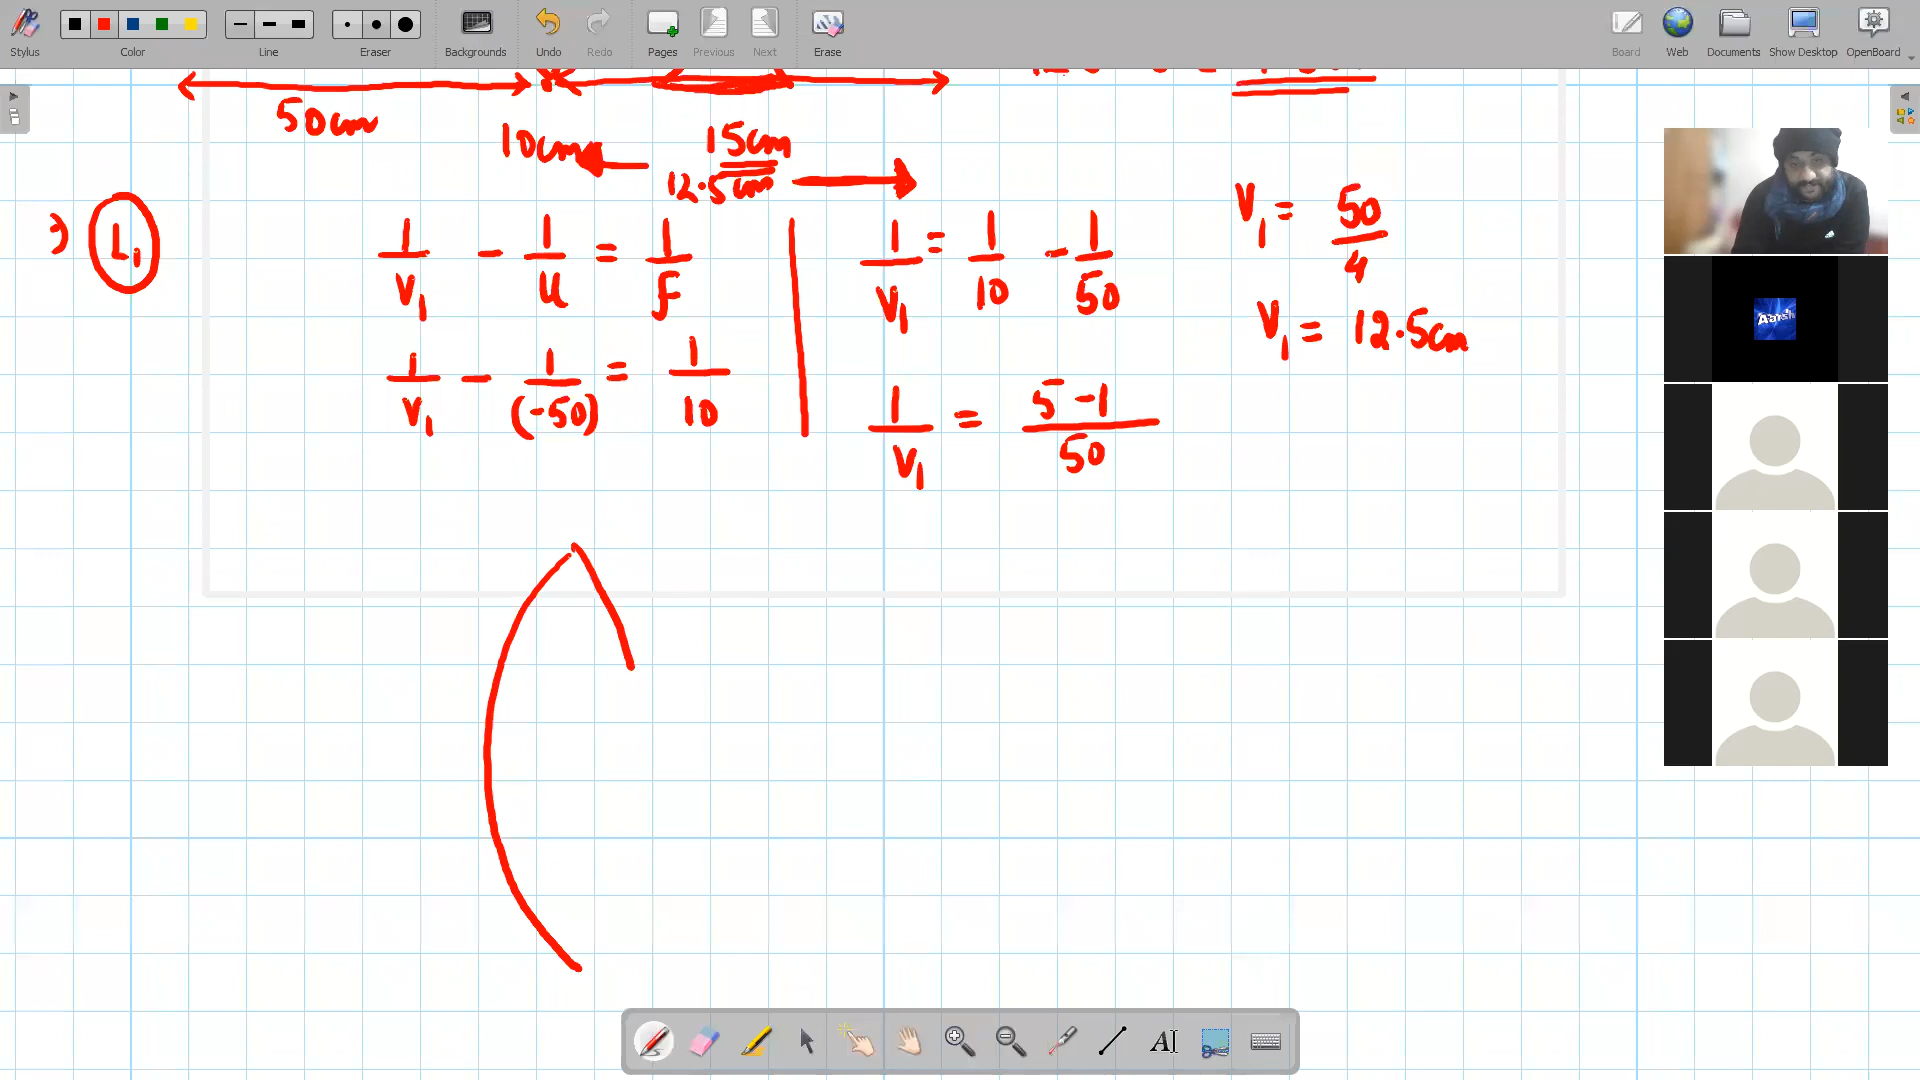 Stylus Color Line Eraser Backgrounds Undo Redo Pages Previous Next Erase Board Web Documents Show Desktop OpenBoard
50cm
10cm
15cm
12.5cm
L₁
1/V₁ - 1/u = 1/f
1/V₁ - 1/(-50) = 1/10
1/V₁ = 1/10 - 1/50
1/V₁ = 5-1/50
V₁ = 50/4
V₁ = 12.5cm
Aarsh